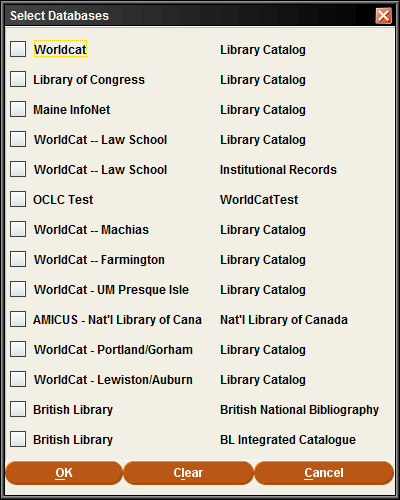 Select Databases
Worldcat Library Catalog
Library of Congress Library Catalog
Maine InfoNet Library Catalog
WorldCat -- Law School Library Catalog
WorldCat -- Law School Institutional Records
OCLC Test WorldCatTest
WorldCat -- Machias Library Catalog
WorldCat -- Farmington Library Catalog
WorldCat - UM Presque Isle Library Catalog
AMICUS - Nat'l Library of Cana Nat'l Library of Canada
WorldCat - Portland/Gorham Library Catalog
WorldCat - Lewiston/Auburn Library Catalog
British Library British National Bibliography
British Library BL Integrated Catalogue
OK Clear Cancel